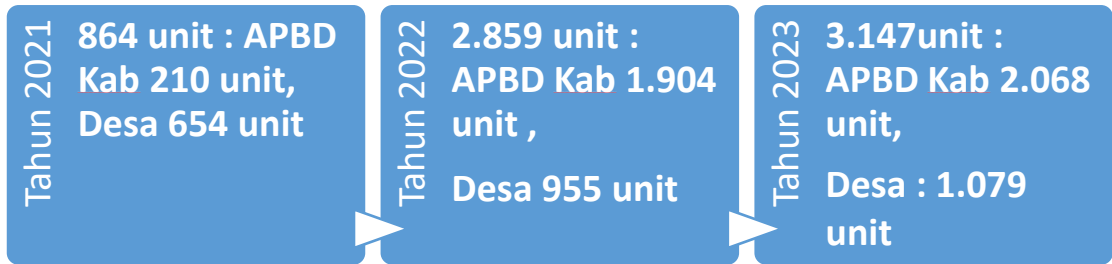 Tahun 2021
864 unit : APBD
Kab 210 unit,
Desa 654 unit
Tahun 2022
2.859 unit :
APBD Kab 1.904
unit ,
Desa 955 unit
Tahun 2023
3.147unit :
APBD Kab 2.068
unit,
Desa : 1.079
unit